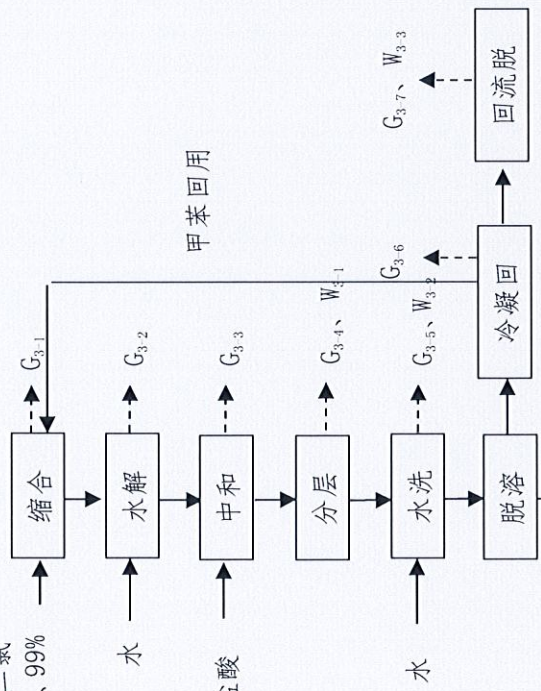 氯
、99%
缩合
G₃₋₁
水
水解
G₃₋₂
酸
中和
G₃₋₃
分层
G₃₋₄、W₃₋₁
水
水洗
G₃₋₅、W₃₋₂
脱溶
冷凝回
G₃₋₆
甲苯回用
回流脱
G₃₋₇、W₃₋₃